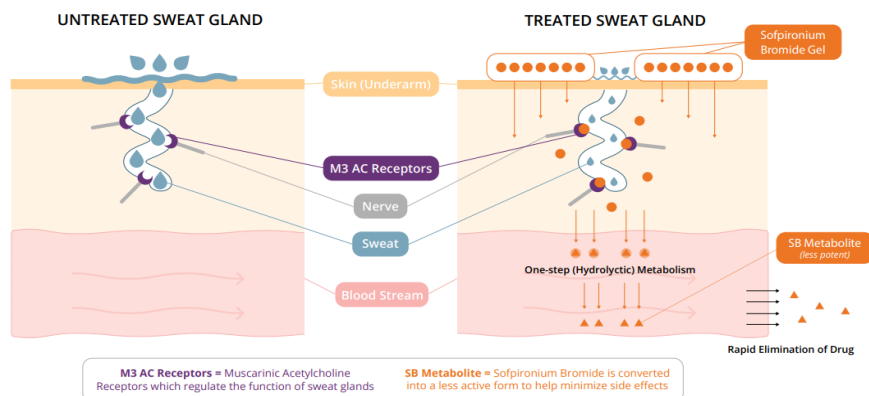 UNTREATED SWEAT GLAND
TREATED SWEAT GLAND
Sofpironium
Bromide Gel
Skin (Underarm)
M3 AC Receptors
Nerve
Sweat
Blood Stream
SB Metabolite
(less potent)
One-step (Hydrolyctic) Metabolism
Rapid Elimination of Drug
M3 AC Receptors = Muscarinic Acetylcholine
Receptors which regulate the function of sweat glands
SB Metabolite = Sofpironium Bromide is converted
into a less active form to help minimize side effects